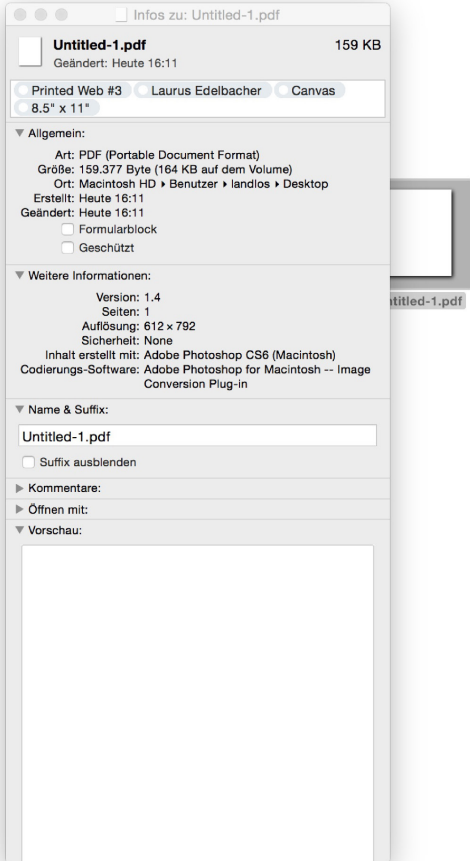 Infos zu: Untitled-1.pdf
Untitled-1.pdf 159 KB
Geändert: Heute 16:11
Printed Web #3 Laurus Edelbacher Canvas
8.5" x 11"
Allgemein:
Art: PDF (Portable Document Format)
Größe: 159.377 Byte (164 KB auf dem Volume)
Ort: Macintosh HD ▸ Benutzer ▸ landlos ▸ Desktop
Erstellt: Heute 16:11
Geändert: Heute 16:11
Formularblock
Geschützt
Weitere Informationen:
Version: 1.4
Seiten: 1
Auflösung: 612 × 792
Sicherheit: None
Inhalt erstellt mit: Adobe Photoshop CS6 (Macintosh)
Codierungs-Software: Adobe Photoshop for Macintosh -- Image
Conversion Plug-in
Name & Suffix:
Untitled-1.pdf
Suffix ausblenden
Kommentare:
Öffnen mit:
Vorschau:
ntitled-1.pdf